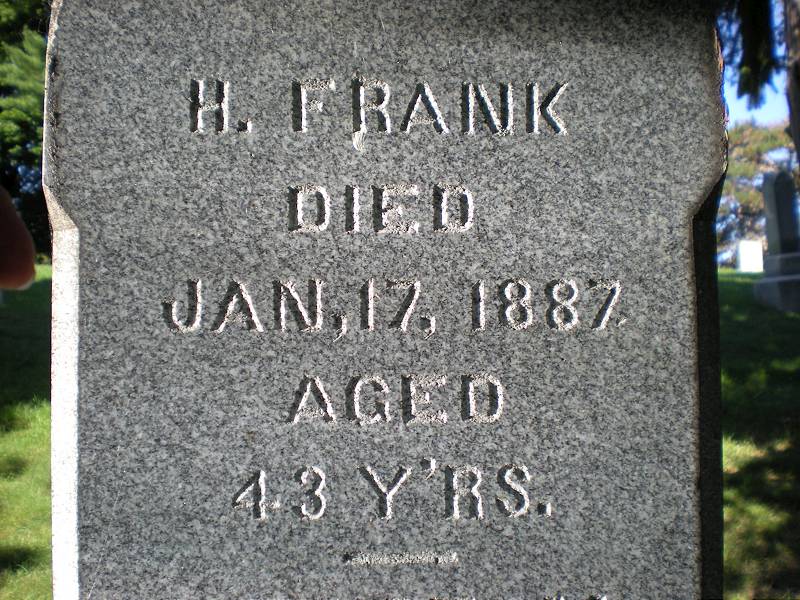 H. FRANK
DIED
JAN, 17, 1887.
AGED
43 Y'RS.